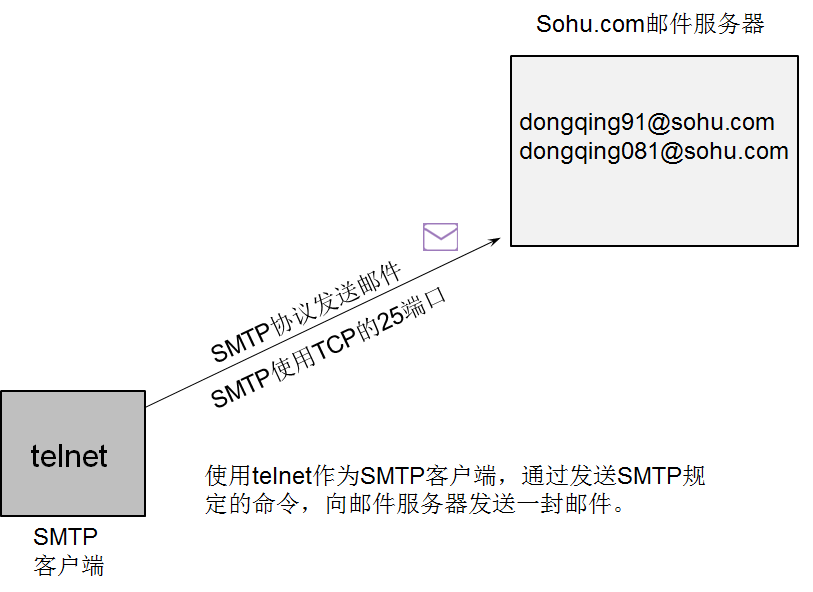 Sohu.com邮件服务器
dongqing91@sohu.com
dongqing081@sohu.com
SMTP协议发送邮件
SMTP使用TCP的25端口
telnet
使用telnet作为SMTP客户端，通过发送SMTP规
定的命令，向邮件服务器发送一封邮件。
SMTP
客户端